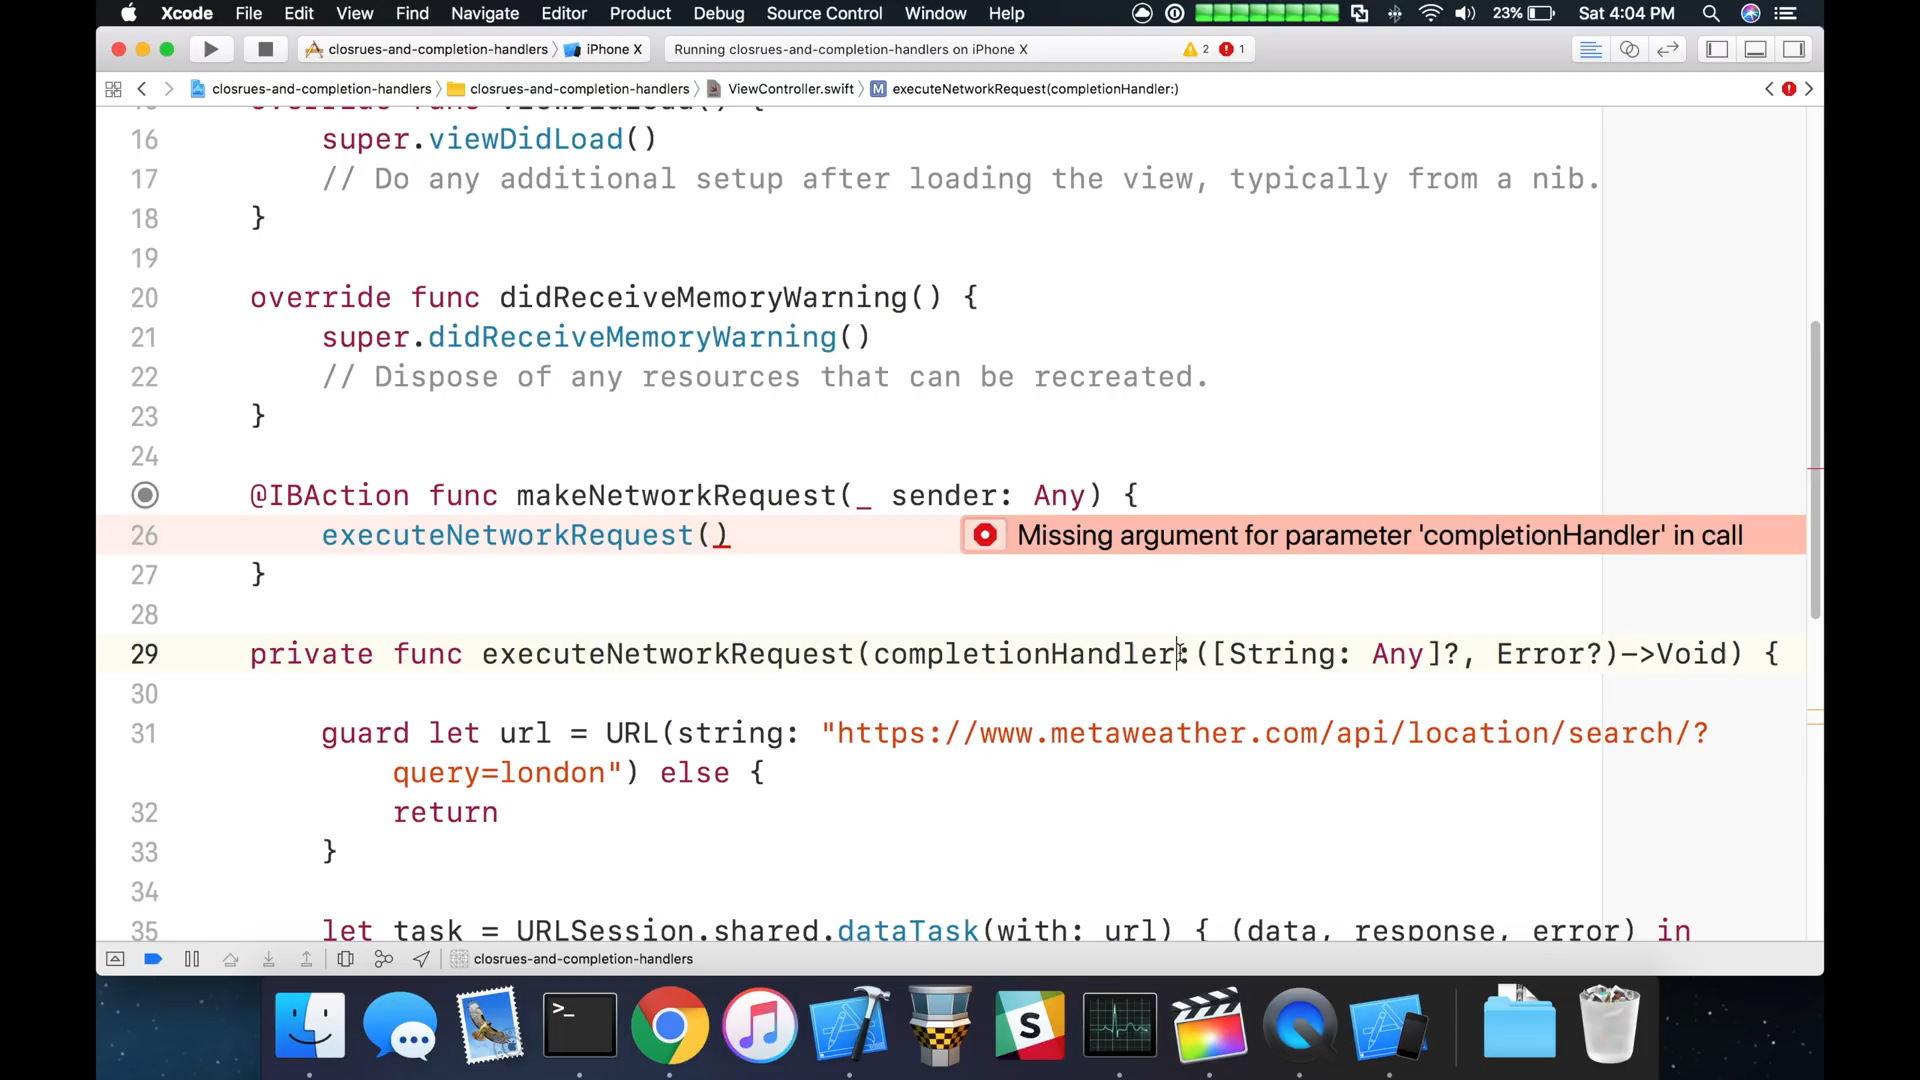 Xcode File Edit View Find Navigate Editor Product Debug Source Control Window Help 23% Sat 4:04 PM
closrues-and-completion-handlers iPhone X Running closrues-and-completion-handlers on iPhone X 2 1
closrues-and-completion-handlers closrues-and-completion-handlers ViewController.swift M executeNetworkRequest(completionHandler:)
15 override func viewDidLoad() {
16 super.viewDidLoad()
17 // Do any additional setup after loading the view, typically from a nib.
18 }
19
20 override func didReceiveMemoryWarning() {
21 super.didReceiveMemoryWarning()
22 // Dispose of any resources that can be recreated.
23 }
24
@IBAction func makeNetworkRequest(_ sender: Any) {
26 executeNetworkRequest() Missing argument for parameter 'completionHandler' in call
27 }
28
29 private func executeNetworkRequest(completionHandler:([String: Any]?, Error?)->Void) {
30
31 guard let url = URL(string: "https://www.metaweather.com/api/location/search/?
query=london") else {
32 return
33 }
34
35 let task = URLSession.shared.dataTask(with: url) { (data, response, error) in
closrues-and-completion-handlers
>_
S